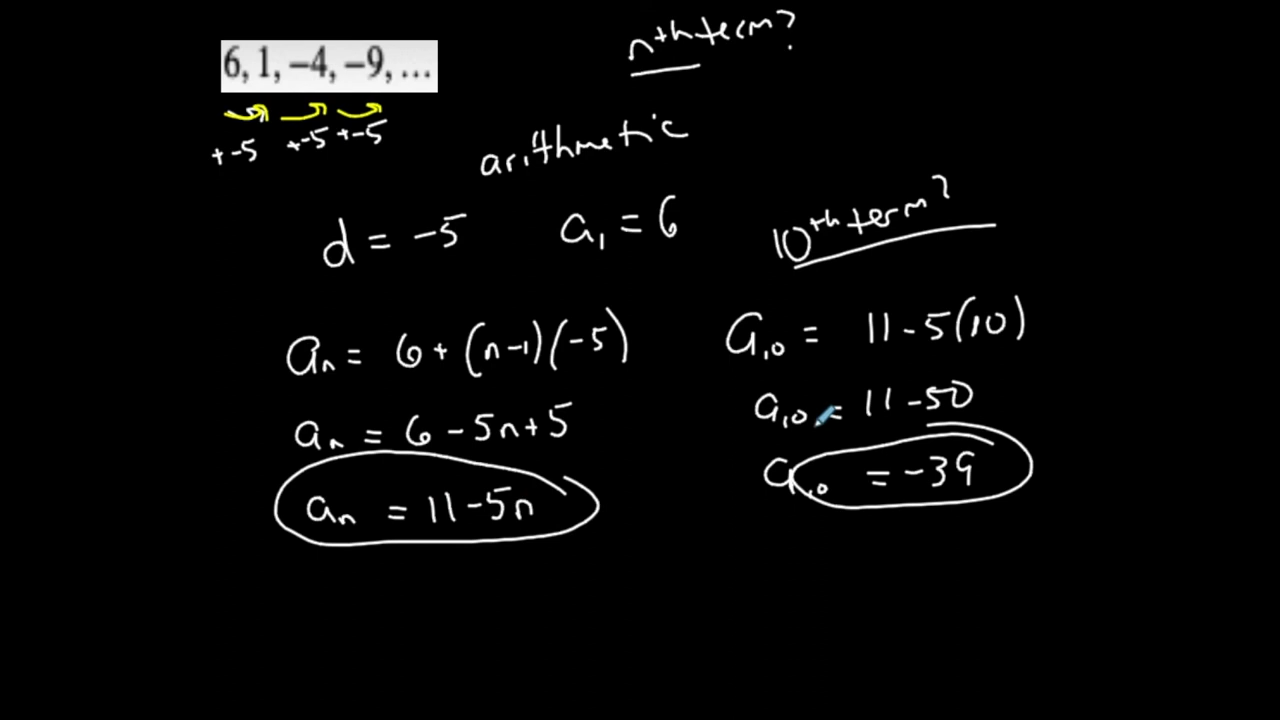 nth term?
6, 1, −4, −9, ...
+-5 +-5 +-5
arithmetic
d = -5 a1 = 6
10th term?
an = 6 + (n-1)(-5)
an = 6 - 5n + 5
an = 11 - 5n
a10 = 11 - 5(10)
a10 = 11 - 50
a10 = -39